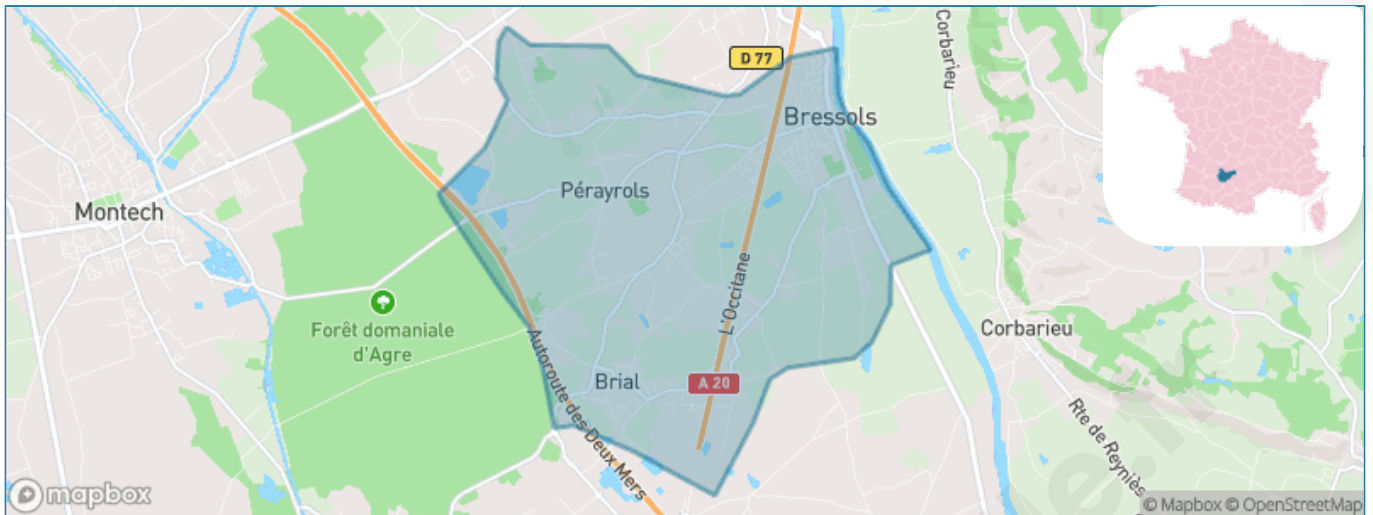 D 77
Corbarieu
Bressols
Pérayrols
Montech
L'Occitane
Forêt domaniale
d'Agre
Corbarieu
Autoroute des Deux Mers
Brial
A 20
Rte de Reyniès
mapbox
© Mapbox © OpenStreetMap